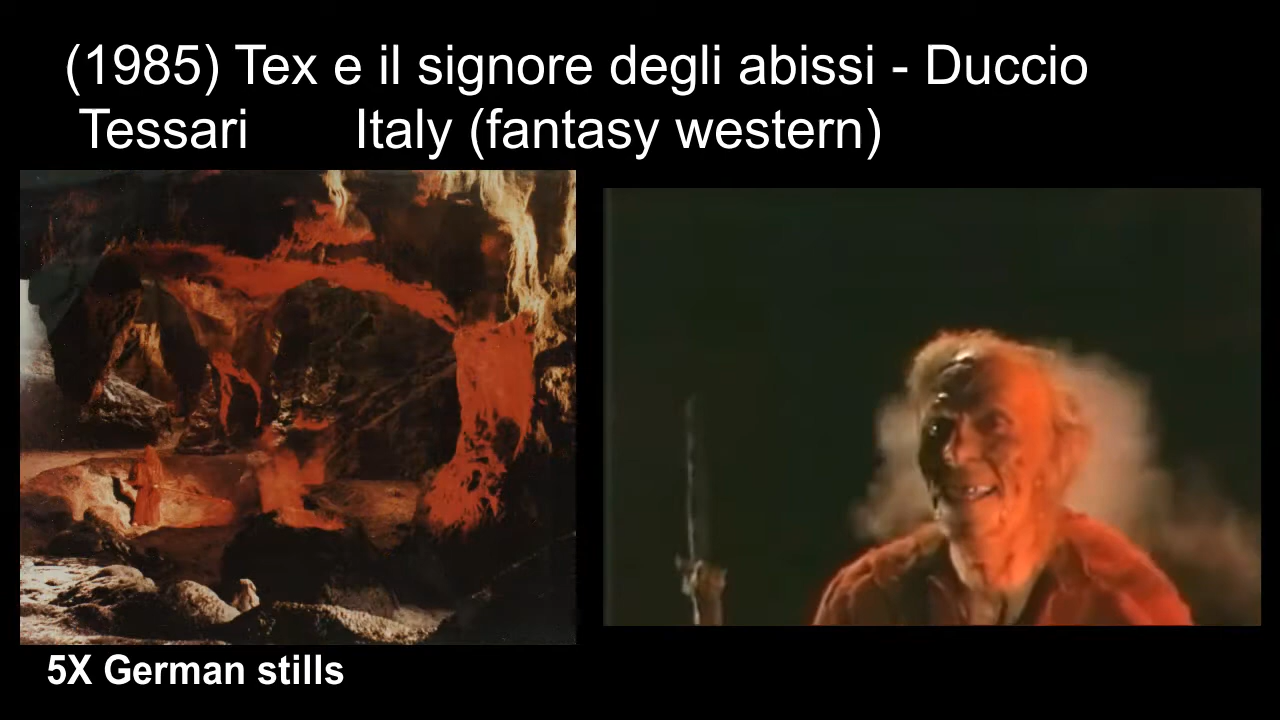 (1985) Tex e il signore degli abissi - Duccio
Tessari Italy (fantasy western)
5X German stills